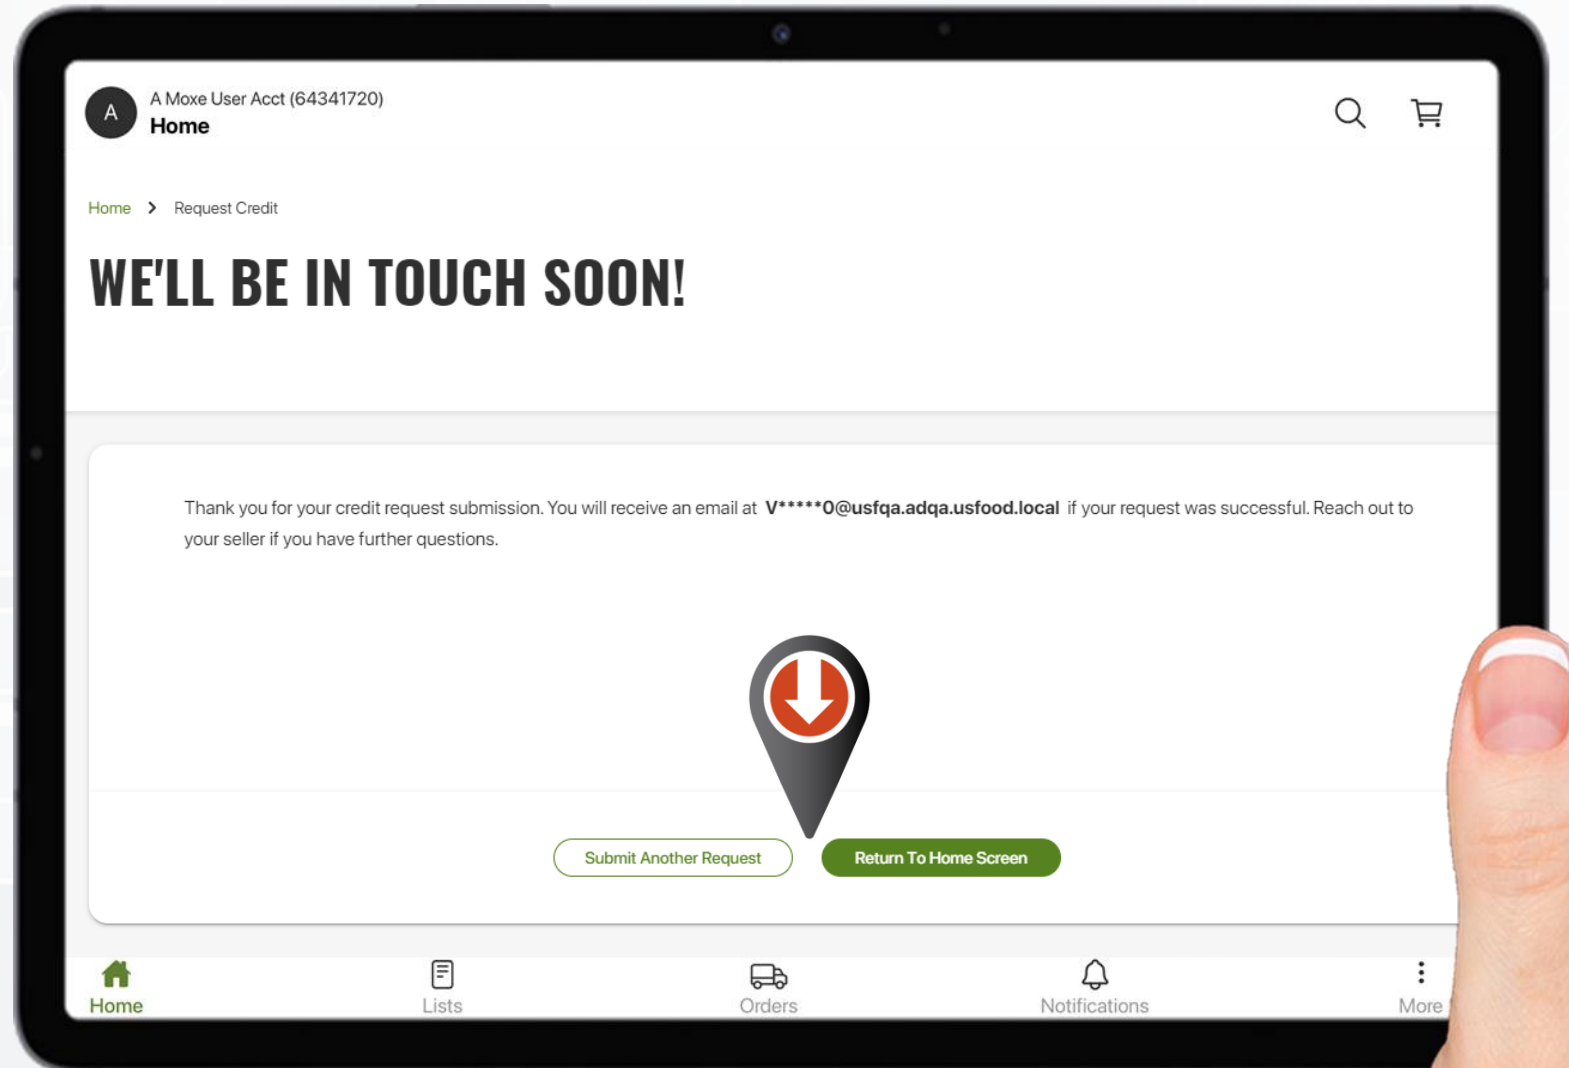 A
A Moxe User Acct (64341720)
Home
Home > Request Credit
WE'LL BE IN TOUCH SOON!
Thank you for your credit request submission. You will receive an email at V*****0@usfqa.adqa.usfood.local if your request was successful. Reach out to
your seller if you have further questions.
Submit Another Request
Return To Home Screen
Home
Lists
Orders
Notifications
More